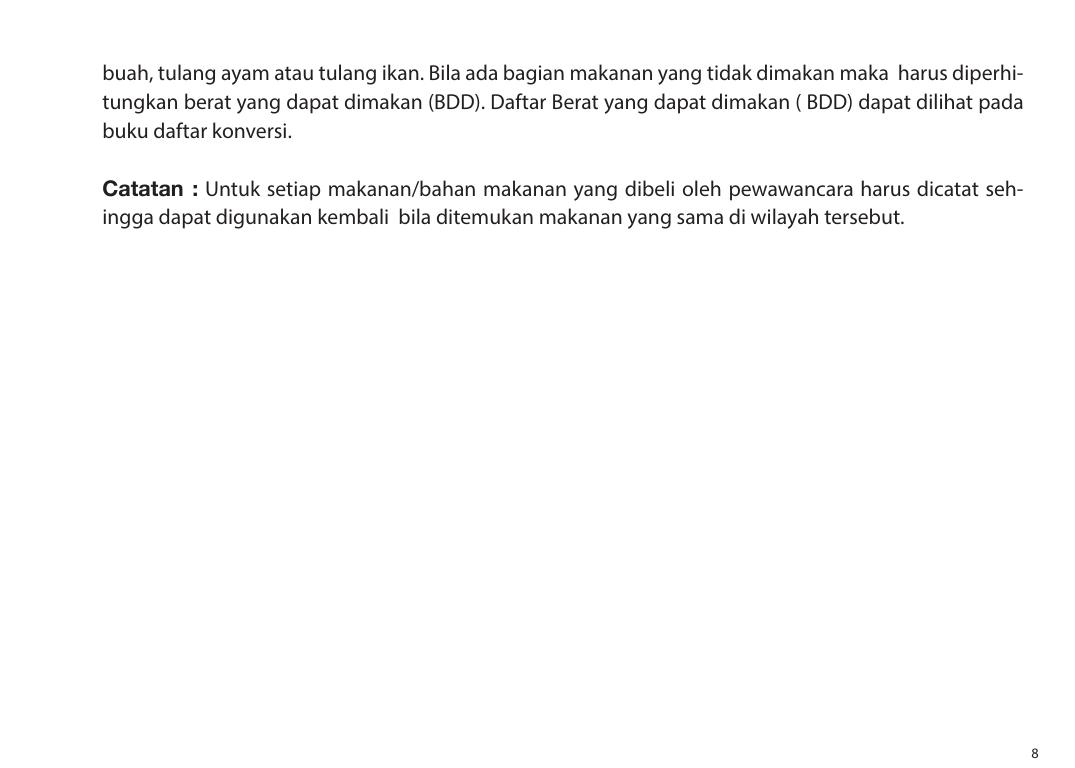 buah, tulang ayam atau tulang ikan. Bila ada bagian makanan yang tidak dimakan maka  harus diperhi-
tungkan berat yang dapat dimakan (BDD). Daftar Berat yang dapat dimakan ( BDD) dapat dilihat pada
buku daftar konversi.
Catatan : Untuk setiap makanan/bahan makanan yang dibeli oleh pewawancara harus dicatat seh-
ingga dapat digunakan kembali  bila ditemukan makanan yang sama di wilayah tersebut.
8